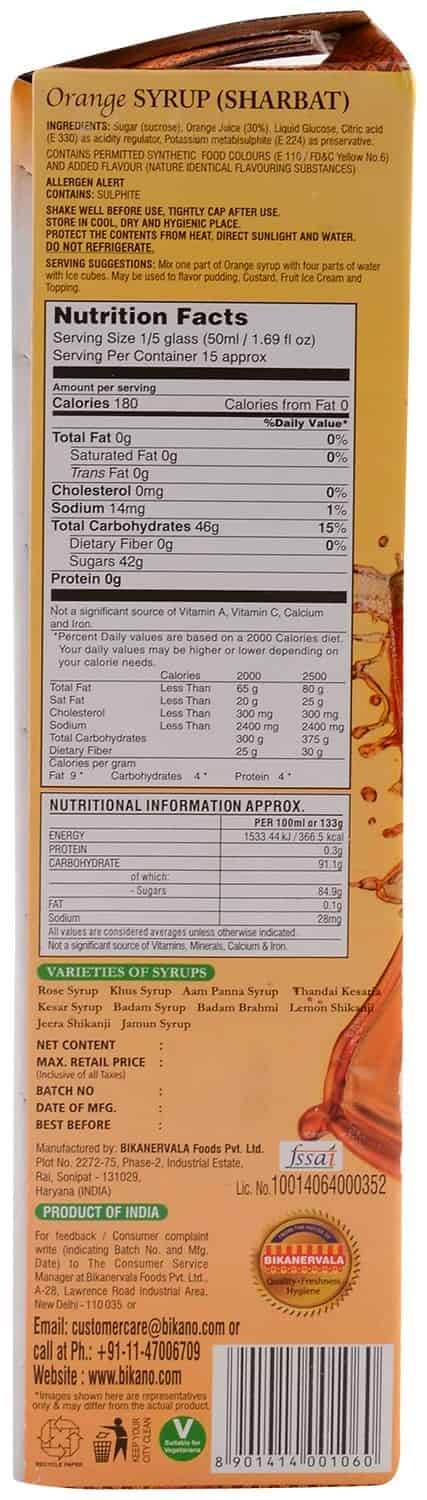 Orange SYRUP (SHARBAT)
INGREDIENTS: Sugar (sucrose), Orange Juice (30%), Liquid Glucose, Citric acid
(E 330) as acidity regulator, Potassium metabisulphite (E 224) as preservative.
CONTAINS PERMITTED SYNTHETIC FOOD COLOURS (E 110 / FD&C Yellow No.6)
AND ADDED FLAVOUR (NATURE IDENTICAL FLAVOURING SUBSTANCES)
ALLERGEN ALERT
CONTAINS: SULPHITE
SHAKE WELL BEFORE USE, TIGHTLY CAP AFTER USE.
STORE IN COOL, DRY AND HYGIENIC PLACE.
PROTECT THE CONTENTS FROM HEAT, DIRECT SUNLIGHT AND WATER.
DO NOT REFRIGERATE.
SERVING SUGGESTIONS: Mix one part of Orange syrup with four parts of water
with Ice cubes. May be used to flavor pudding, Custard, Fruit Ice Cream and
Topping.
Nutrition Facts
Serving Size 1/5 glass (50ml / 1.69 fl oz)
Serving Per Container 15 approx
Amount per serving
Calories 180 Calories from Fat 0
%Daily Value*
Total Fat 0g 0%
Saturated Fat 0g 0%
Trans Fat 0g
Cholesterol 0mg 0%
Sodium 14mg 1%
Total Carbohydrates 46g 15%
Dietary Fiber 0g 0%
Sugars 42g
Protein 0g
Not a significant source of Vitamin A, Vitamin C, Calcium
and Iron.
*Percent Daily values are based on a 2000 Calories diet.
Your daily values may be higher or lower depending on
your calorie needs.
Calories 2000 2500
Total Fat Less Than 65 g 80 g
Sat Fat Less Than 20 g 25 g
Cholesterol Less Than 300 mg 300 mg
Sodium Less Than 2400 mg 2400 mg
Total Carbohydrates 300 g 375 g
Dietary Fiber 25 g 30 g
Calories per gram
Fat 9* Carbohydrates 4* Protein 4*
NUTRITIONAL INFORMATION APPROX.
PER 100ml or 133g
ENERGY 1533.44 kJ / 366.5 kcal
PROTEIN 0.3g
CARBOHYDRATE 91.1g
of which:
- Sugars 84.9g
FAT 0.1g
Sodium 28mg
All values are considered averages unless otherwise indicated.
Not a significant source of Vitamins, Minerals, Calcium & Iron.
VARIETIES OF SYRUPS
Rose Syrup Khus Syrup Aam Panna Syrup Thandai Kesaria
Kesar Syrup Badam Syrup Badam Brahmi Lemon Shikanji
Jeera Shikanji Jamun Syrup
NET CONTENT :
MAX. RETAIL PRICE :
(Inclusive of all Taxes)
BATCH NO :
DATE OF MFG. :
BEST BEFORE :
Manufactured by: BIKANERVALA Foods Pvt. Ltd.
Plot No. 2272-75, Phase-2, Industrial Estate,
Rai, Sonipat - 131029,
Haryana (INDIA)
fssai
Lic. No. 10014064000352
PRODUCT OF INDIA
For feedback / Consumer complaint
write (indicating Batch No. and Mfg.
Date) to The Consumer Service
Manager at Bikanervala Foods Pvt. Ltd.,
A-28, Lawrence Road Industrial Area,
New Delhi - 110 035 or
FROM THE HOUSE OF
BIKANERVALA
Quality-Freshness
Hygiene
Email: customercare@bikano.com or
call at Ph.: +91-11-47006709
Website : www.bikano.com
*Images shown here are representatives
only & may differ from the actual product.
RECYCLE PAPER
KEEP YOUR
CITY CLEAN
V
Suitable for
Vegetarians
8 901414 001060